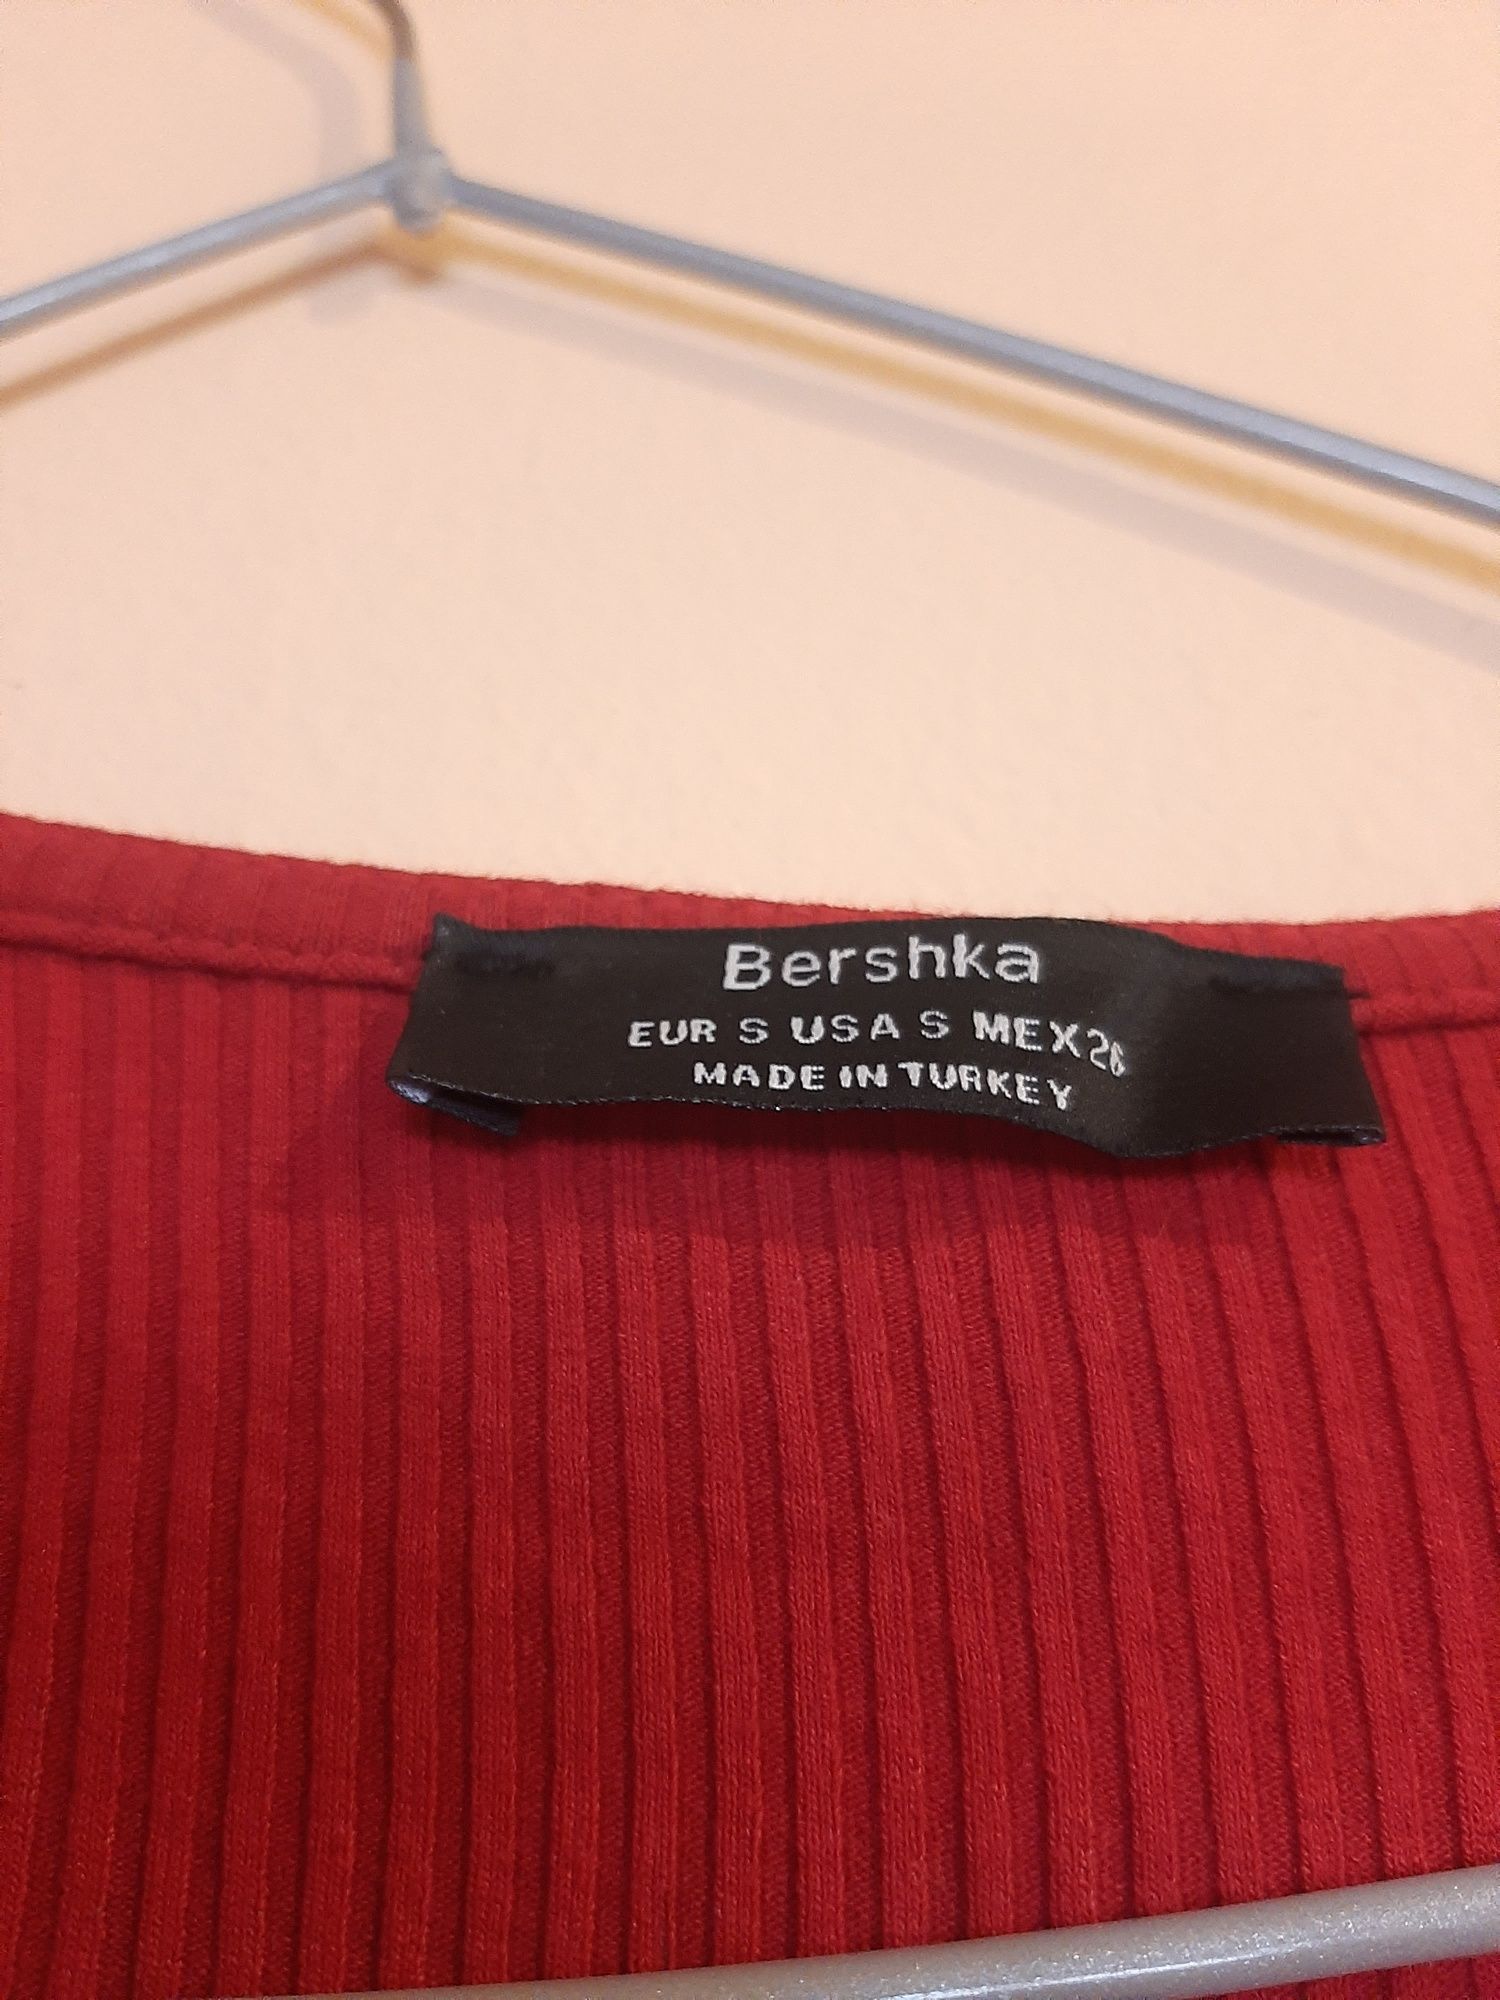 Bershka
EUR S USA S MEX 26
MADE IN TURKEY